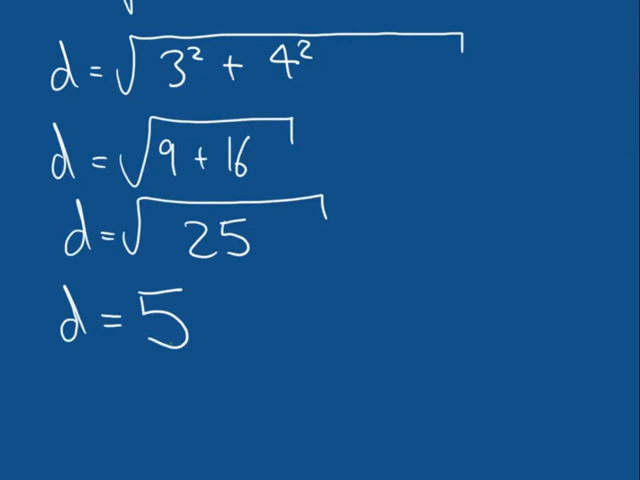 d = √3² + 4²
d = √9 + 16
d = √25
d = 5